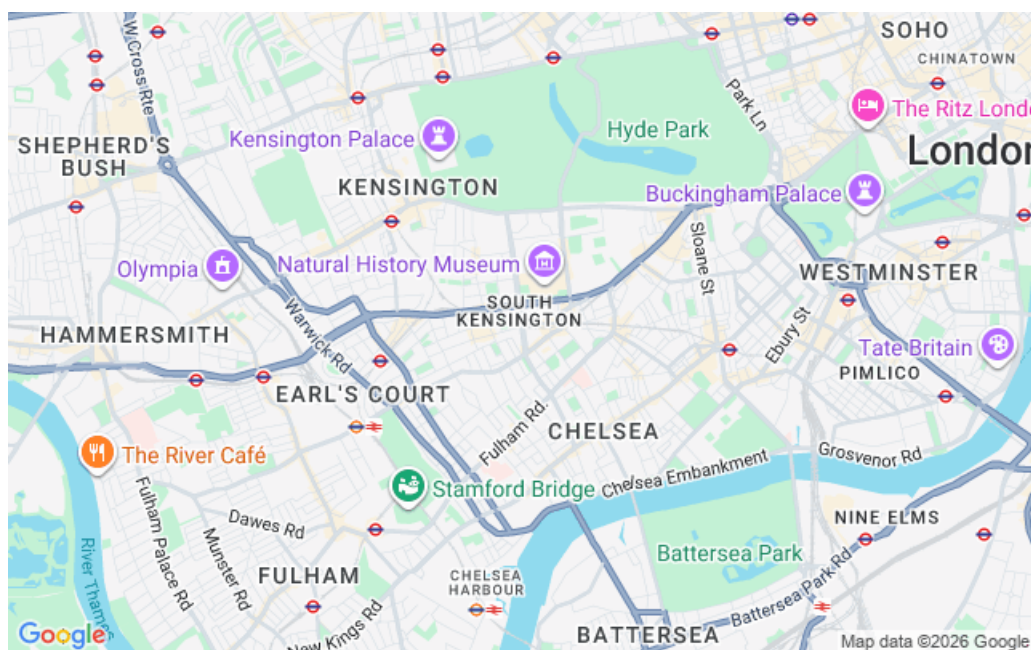 W Cross Rte
SOHO
CHINATOWN
Park Ln
The Ritz Londo
Hyde Park
Kensington Palace
SHEPHERD'S
BUSH
London
KENSINGTON
Buckingham Palace
Sloane St
Olympia
Natural History Museum
WESTMINSTER
SOUTH
KENSINGTON
Warwick Rd
HAMMERSMITH
Ebury St
Tate Britain
PIMLICO
EARL'S COURT
Fulham Rd.
CHELSEA
The River Café
Grosvenor Rd
Chelsea Embankment
Stamford Bridge
Fulham Palace Rd
Dawes Rd
Munster Rd
NINE ELMS
River Thames
Battersea Park
FULHAM
CHELSEA
HARBOUR
Battersea Park Rd
New Kings Rd
BATTERSEA
Google
Map data ©2026 Google